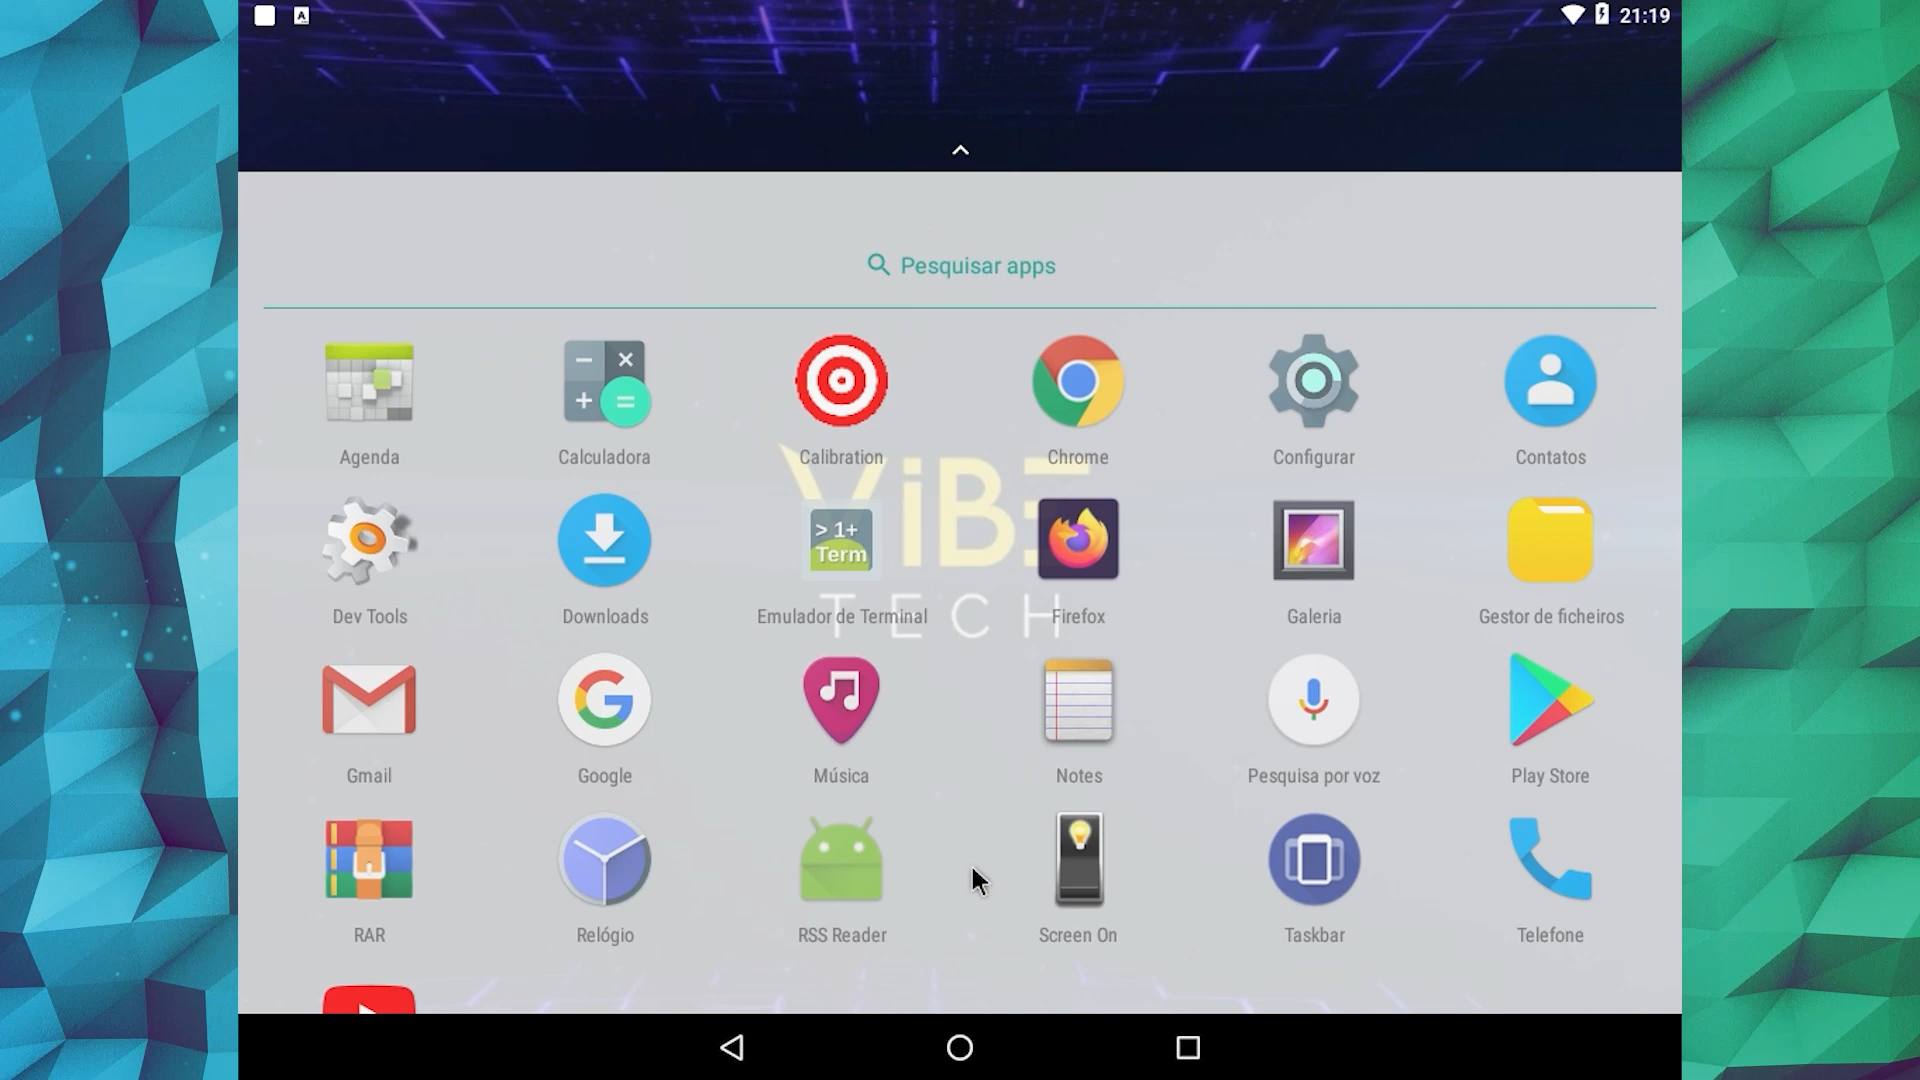 A
21:19
Pesquisar apps
Agenda
Calculadora
Calibration
Chrome
Configurar
Contatos
ViBE
TECH
> 1+
Term
Dev Tools
Downloads
Emulador de Terminal
Firefox
Galeria
Gestor de ficheiros
G
Gmail
Google
Música
Notes
Pesquisa por voz
Play Store
RAR
Relógio
RSS Reader
Screen On
Taskbar
Telefone